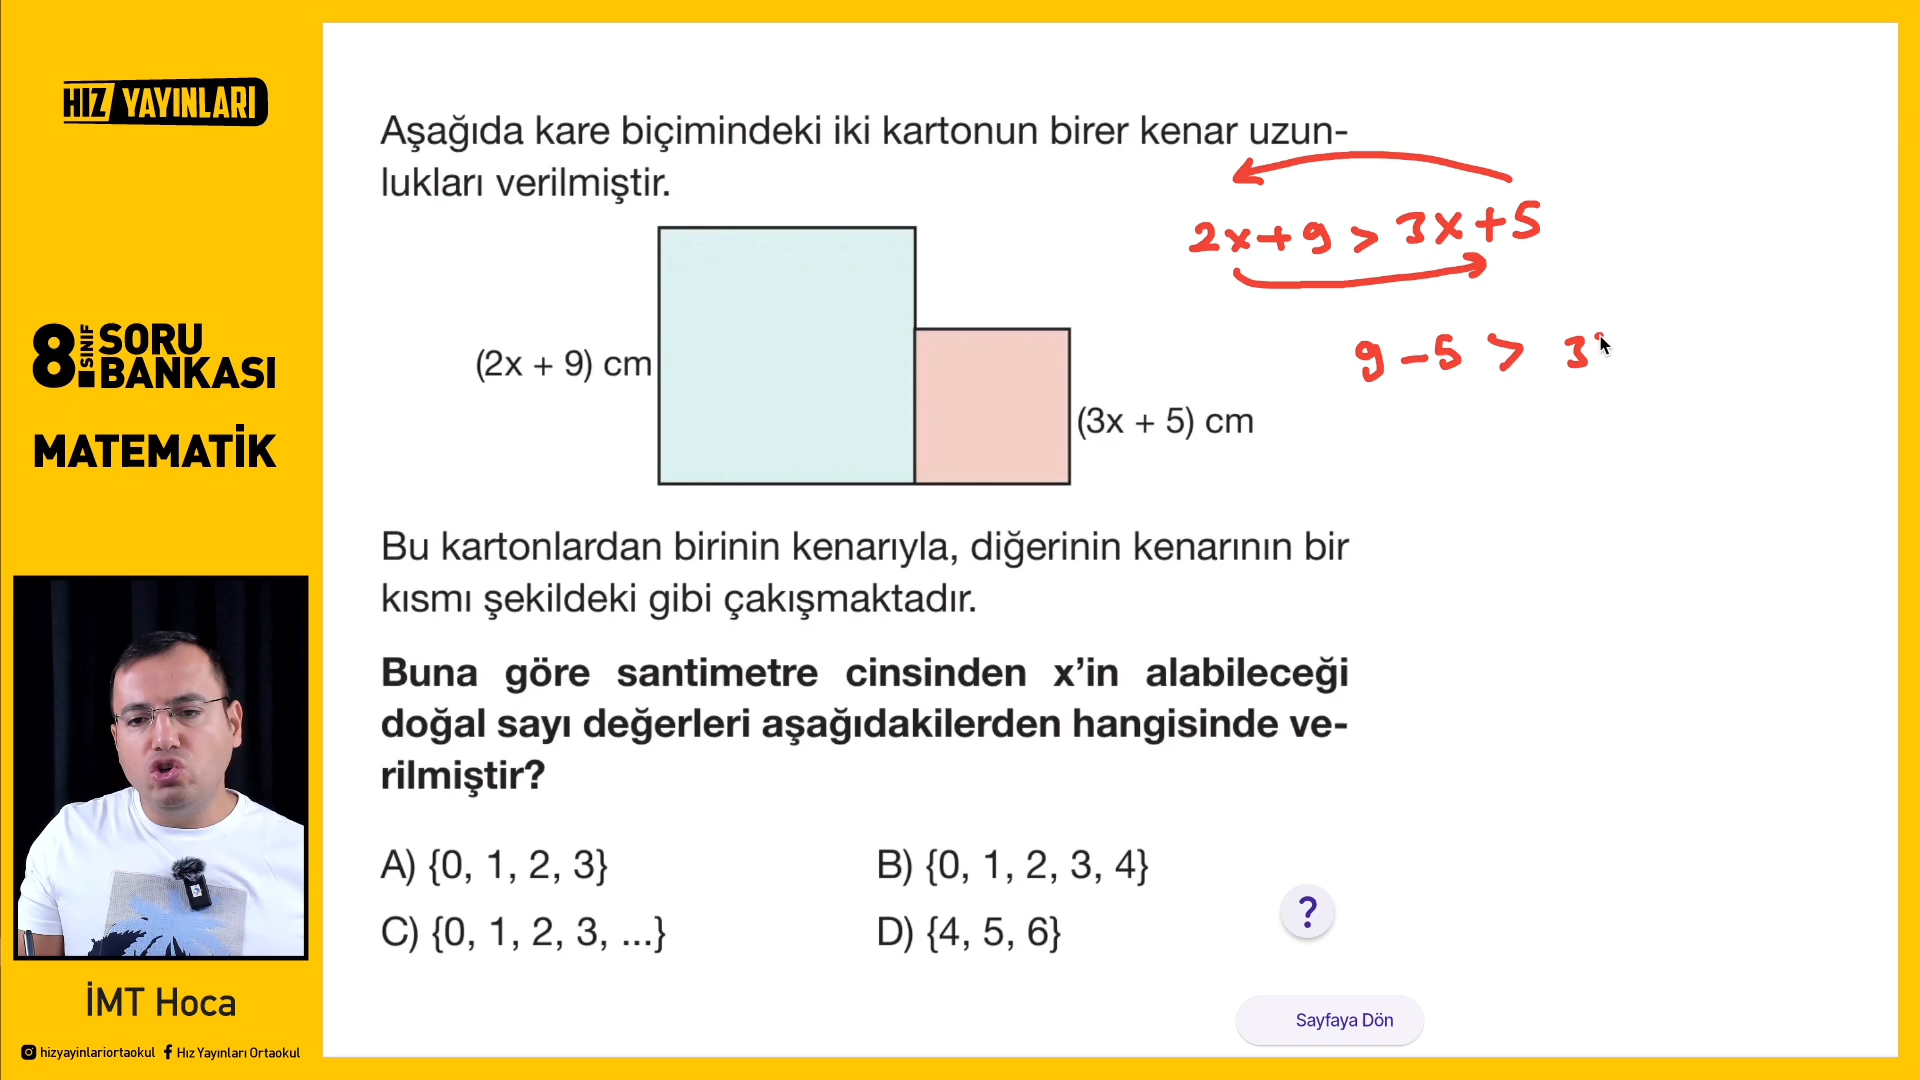 HIZ YAYINLARI
8. SINIF SORU BANKASI
MATEMATİK
İMT Hoca
hizyayinlariortaokul Hız Yayınları Ortaokul
Aşağıda kare biçimindeki iki kartonun birer kenar uzun-
lukları verilmiştir.
2x+9 > 3x+5
9-5 > 3
(2x + 9) cm
(3x + 5) cm
Bu kartonlardan birinin kenarıyla, diğerinin kenarının bir
kısmı şekildeki gibi çakışmaktadır.
Buna göre santimetre cinsinden x'in alabileceği
doğal sayı değerleri aşağıdakilerden hangisinde ve-
rilmiştir?
A) {0, 1, 2, 3}
B) {0, 1, 2, 3, 4}
C) {0, 1, 2, 3, ...}
D) {4, 5, 6}
?
Sayfaya Dön